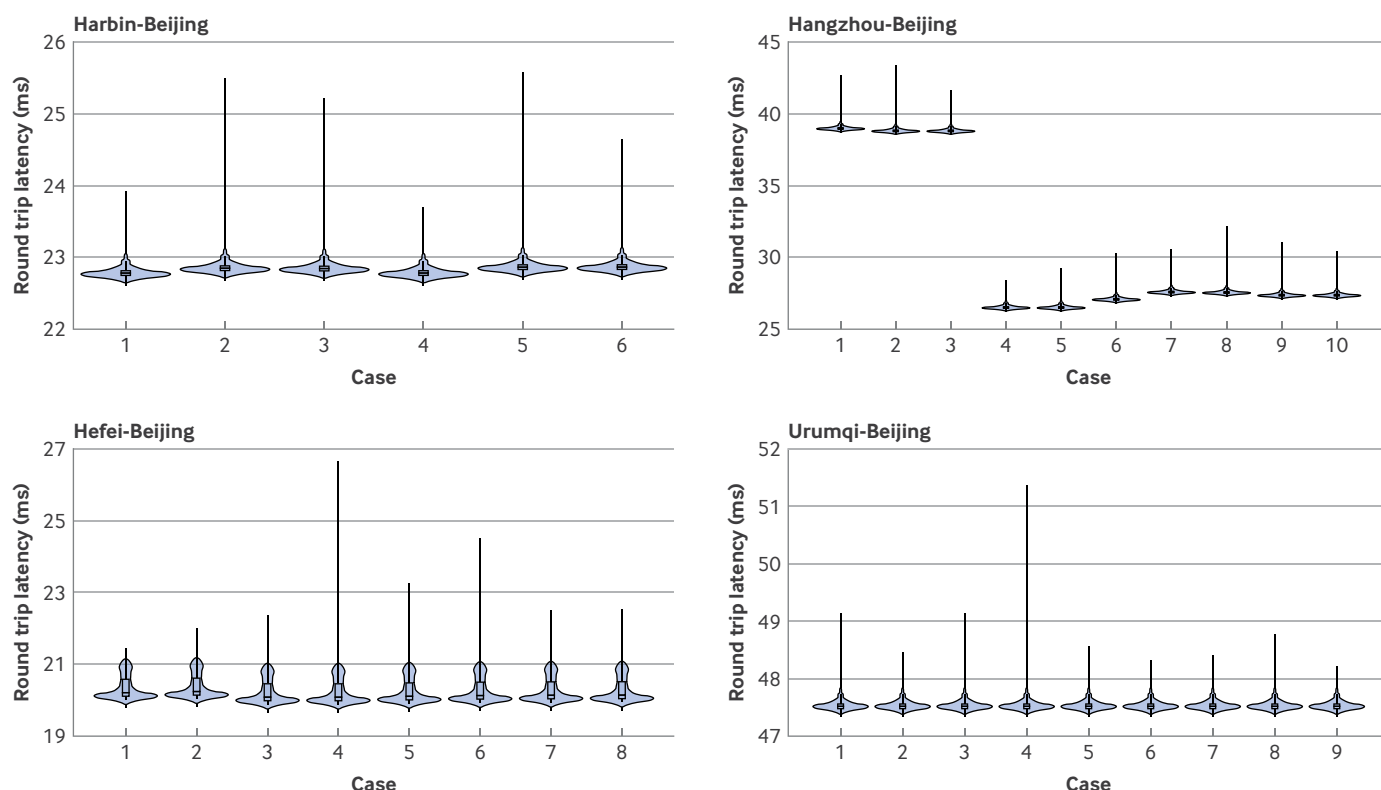 Harbin-Beijing
Round trip latency (ms)
26
25
24
23
22
1 2 3 4 5 6
Case
Hangzhou-Beijing
Round trip latency (ms)
45
40
35
30
25
1 2 3 4 5 6 7 8 9 10
Case
Hefei-Beijing
Round trip latency (ms)
27
25
23
21
19
1 2 3 4 5 6 7 8
Case
Urumqi-Beijing
Round trip latency (ms)
52
51
50
49
48
47
1 2 3 4 5 6 7 8 9
Case